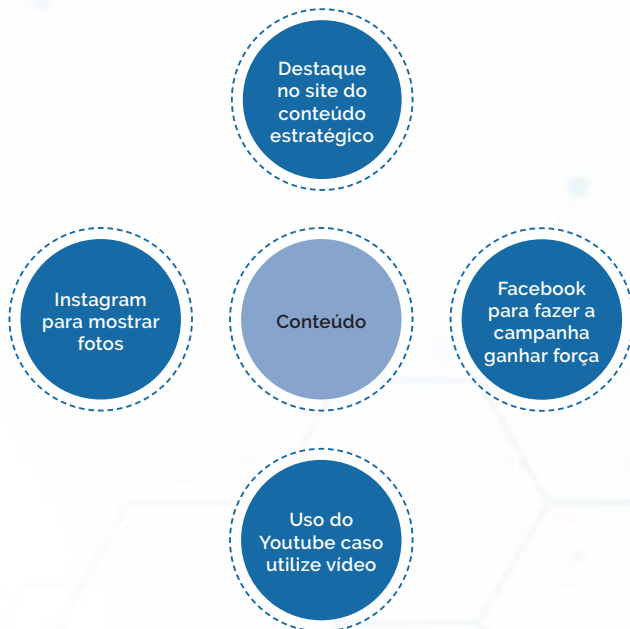 Destaque
no site do
conteúdo
estratégico
Instagram
para mostrar
fotos
Conteúdo
Facebook
para fazer a
campanha
ganhar força
Uso do
Youtube caso
utilize vídeo